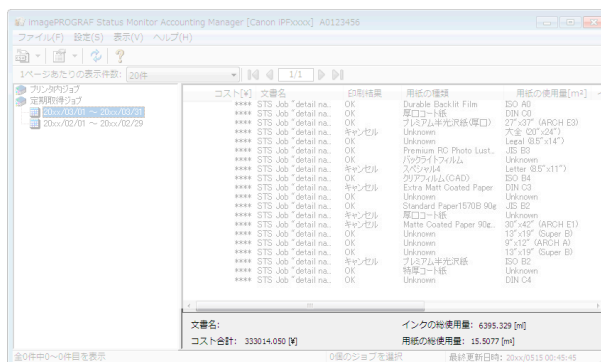 imagePROGRAF Status Monitor Accounting Manager [Canon iPFxxxx] A0123456
ファイル(F) 設定(S) 表示(V) ヘルプ(H)
1ページあたりの表示件数: 20件 1/1
プリンタ内ジョブ
定期取得ジョブ
20xx/03/01 ～ 20xx/03/31
20xx/02/01 ～ 20xx/02/29
コスト[¥] 文書名 印刷結果 用紙の種類 用紙の使用量[m²]
**** STS Job "detail na... OK Durable Backlit Film ISO A0
**** STS Job "detail na... OK 厚口コート紙 DIN C0
**** STS Job "detail na... OK プレミアム半光沢紙(厚口) 27"x37" (ARCH E3)
**** STS Job "detail na... キャンセル Unknown 大全 (20"x24")
**** STS Job "detail na... OK Unknown Legal (8.5"x14")
**** STS Job "detail na... OK Premium RC Photo Lust... JIS B3
**** STS Job "detail na... OK バックライトフィルム Unknown
**** STS Job "detail na... キャンセル スペシャル4 Letter (8.5"x11")
**** STS Job "detail na... OK クリアフィルム(CAD) ISO B4
**** STS Job "detail na... キャンセル Extra Matt Coated Paper DIN C3
**** STS Job "detail na... OK Unknown Unknown
**** STS Job "detail na... OK Standard Paper1570B 90g JIS B2
**** STS Job "detail na... キャンセル 厚口コート紙 Unknown
**** STS Job "detail na... キャンセル Matte Coated Paper 90g... 30"x42" (ARCH E1)
**** STS Job "detail na... OK Unknown 13"x19" (Super B)
**** STS Job "detail na... OK Unknown 9"x12" (ARCH A)
**** STS Job "detail na... OK Unknown 13"x19" (Super B)
**** STS Job "detail na... キャンセル プレミアム半光沢紙 ISO B2
**** STS Job "detail na... OK 特厚コート紙 Unknown
**** STS Job "detail na... OK Unknown DIN C4
文書名: インクの総使用量: 6395.329 [ml]
コスト合計: 333014.050 [¥] 用紙の総使用量: 15.5077 [m²]
全0件中0～0件目を表示 0個のジョブを選択 最終更新日時: 20xx/0515 00:45:45